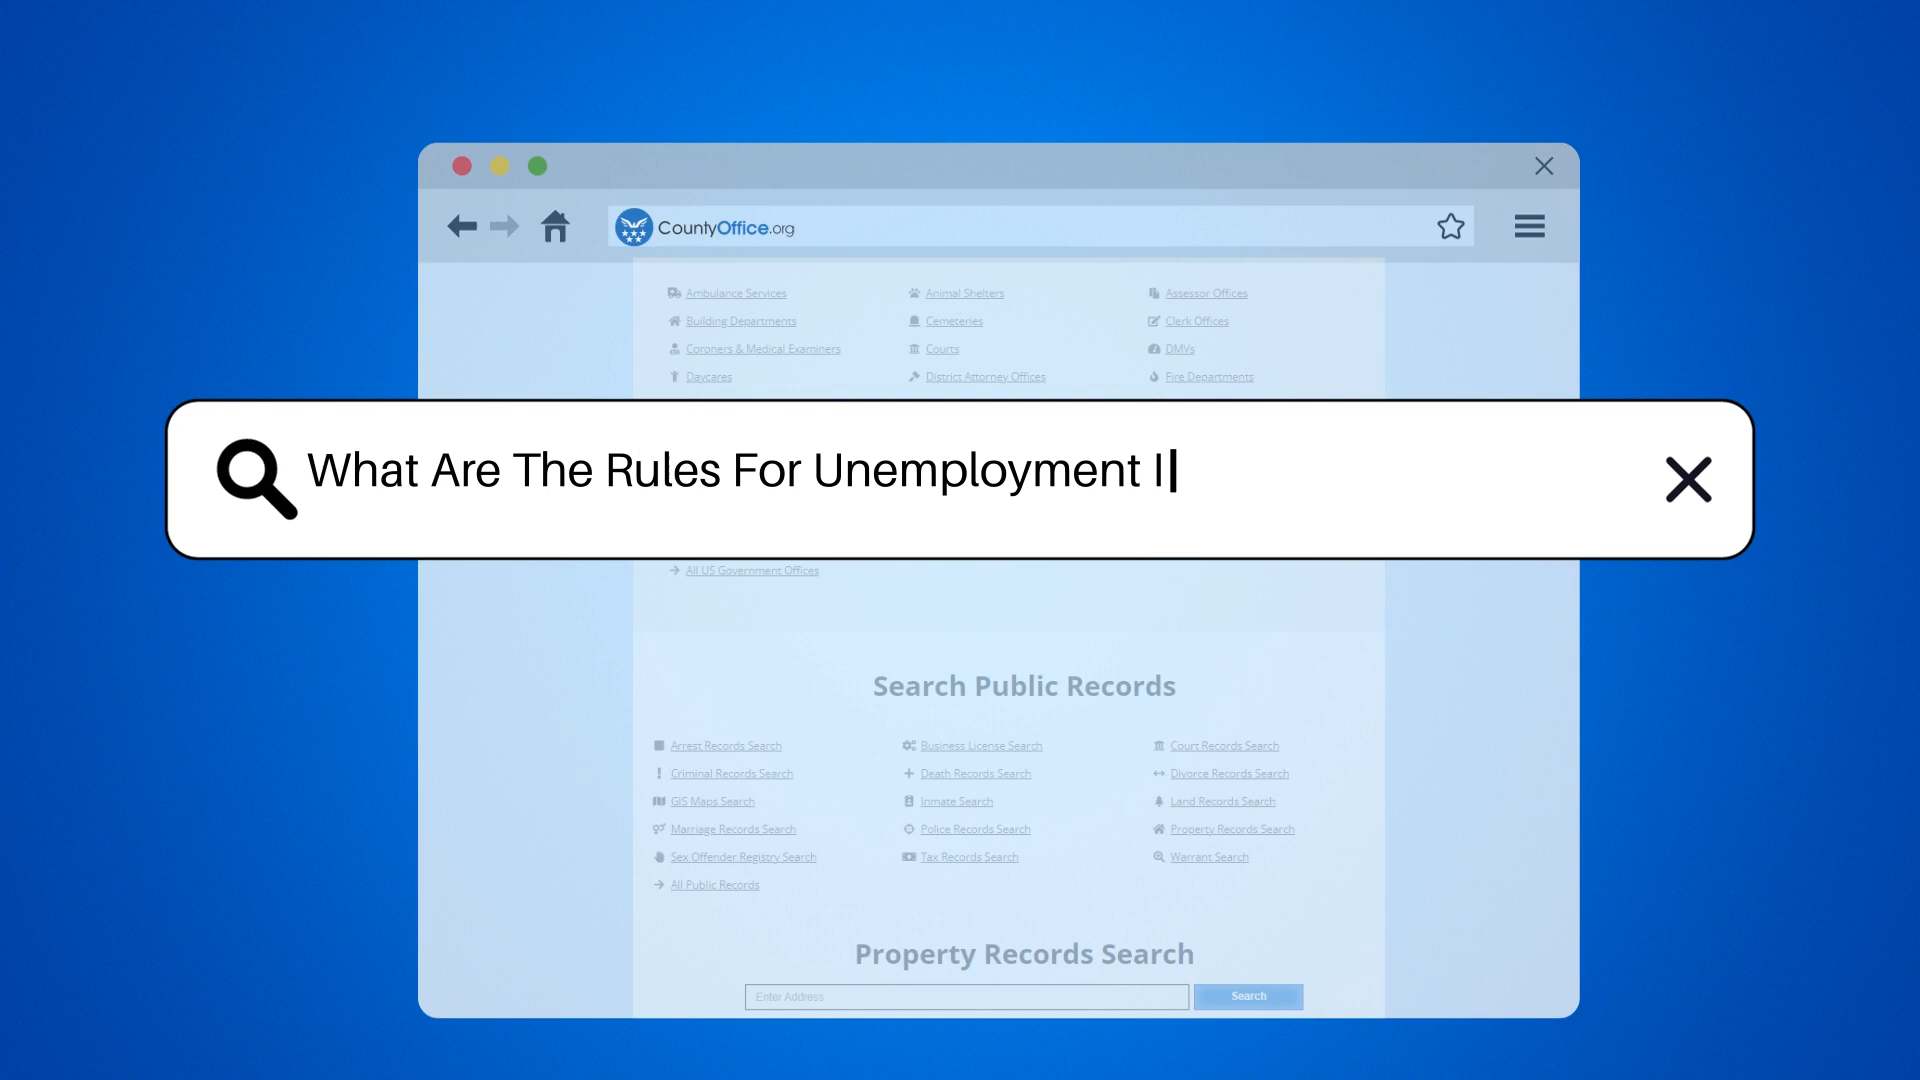 CountyOffice.org
Ambulance Services Animal Shelters Assessor Offices
Building Departments Cemeteries Clerk Offices
Coroners & Medical Examiners Courts DMVs
Daycares District Attorney Offices Fire Departments
What Are The Rules For Unemployment I
All US Government Offices
Search Public Records
Arrest Records Search Business License Search Court Records Search
Criminal Records Search Death Records Search Divorce Records Search
GIS Maps Search Inmate Search Land Records Search
Marriage Records Search Police Records Search Property Records Search
Sex Offender Registry Search Tax Records Search Warrant Search
All Public Records
Property Records Search
Enter Address Search